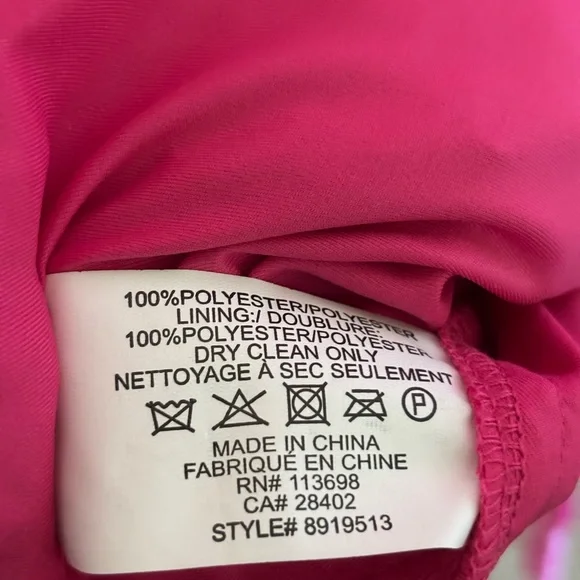 100%POLYESTER/POLYESTER
LINING:/ DOUBLURE:
100%POLYESTER/POLYESTER
DRY CLEAN ONLY
NETTOYAGE À SEC SEULEMENT
P
MADE IN CHINA
FABRIQUÉ EN CHINE
RN# 113698
CA# 28402
STYLE# 8919513